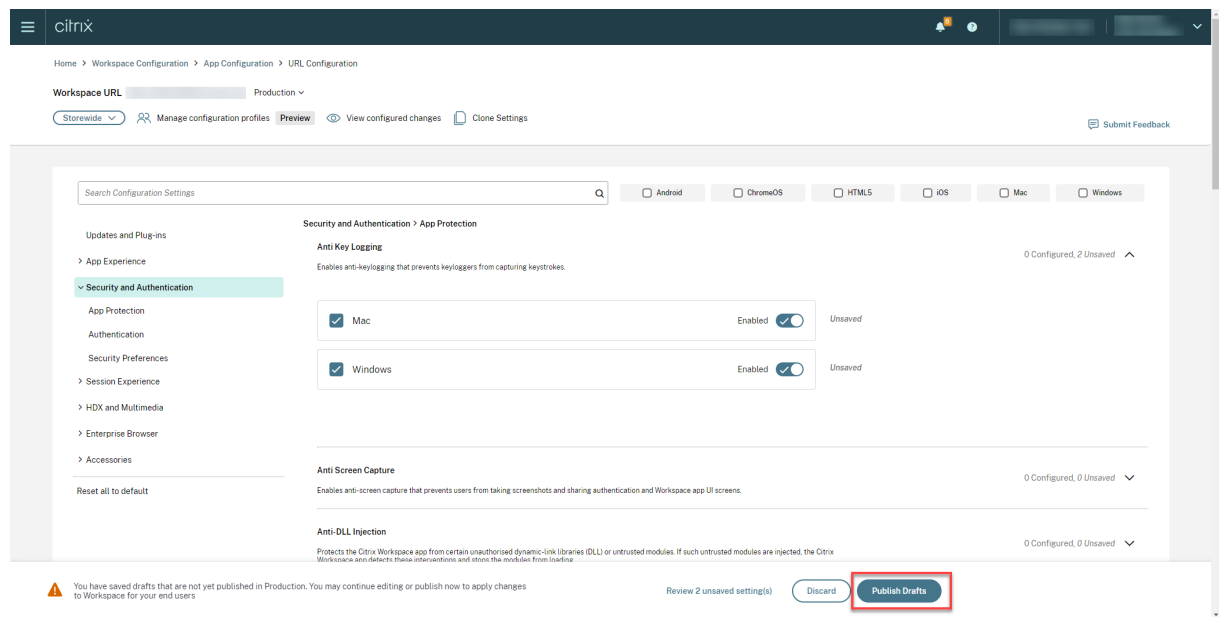 citrix
8
?
Home > Workspace Configuration > App Configuration > URL Configuration
Workspace URL Production
Storewide Manage configuration profiles Preview View configured changes Clone Settings
Submit Feedback
Search Configuration Settings
Android ChromeOS HTML5 iOS Mac Windows
Updates and Plug-ins
> App Experience
Security and Authentication
App Protection
Authentication
Security Preferences
> Session Experience
> HDX and Multimedia
> Enterprise Browser
> Accessories
Reset all to default
Security and Authentication > App Protection
Anti Key Logging
Enables anti-keylogging that prevents keyloggers from capturing keystrokes.
0 Configured, 2 Unsaved
Mac Enabled Unsaved
Windows Enabled Unsaved
Anti Screen Capture
Enables anti-screen capture that prevents users from taking screenshots and sharing authentication and Workspace app UI screens.
0 Configured, 0 Unsaved
Anti-DLL Injection
Protects the Citrix Workspace app from certain unauthorised dynamic-link libraries (DLL) or untrusted modules. If such untrusted modules are injected, the Citrix
Workspace app detects these interventions and stops the modules from loading.
0 Configured, 0 Unsaved
You have saved drafts that are not yet published in Production. You may continue editing or publish now to apply changes
to Workspace for your end users
Review 2 unsaved setting(s) Discard Publish Drafts